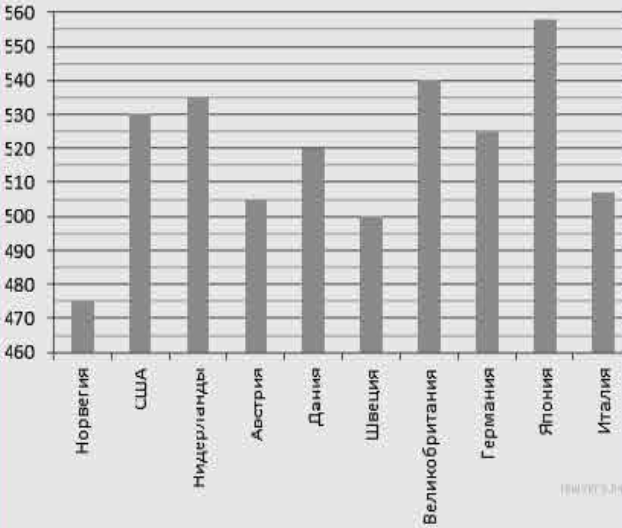 560
550
540
530
520
510
500
490
480
470
460
Норвегия
США
Нидерланды
Австрия
Дания
Швеция
Великобритания
Германия
Япония
Италия